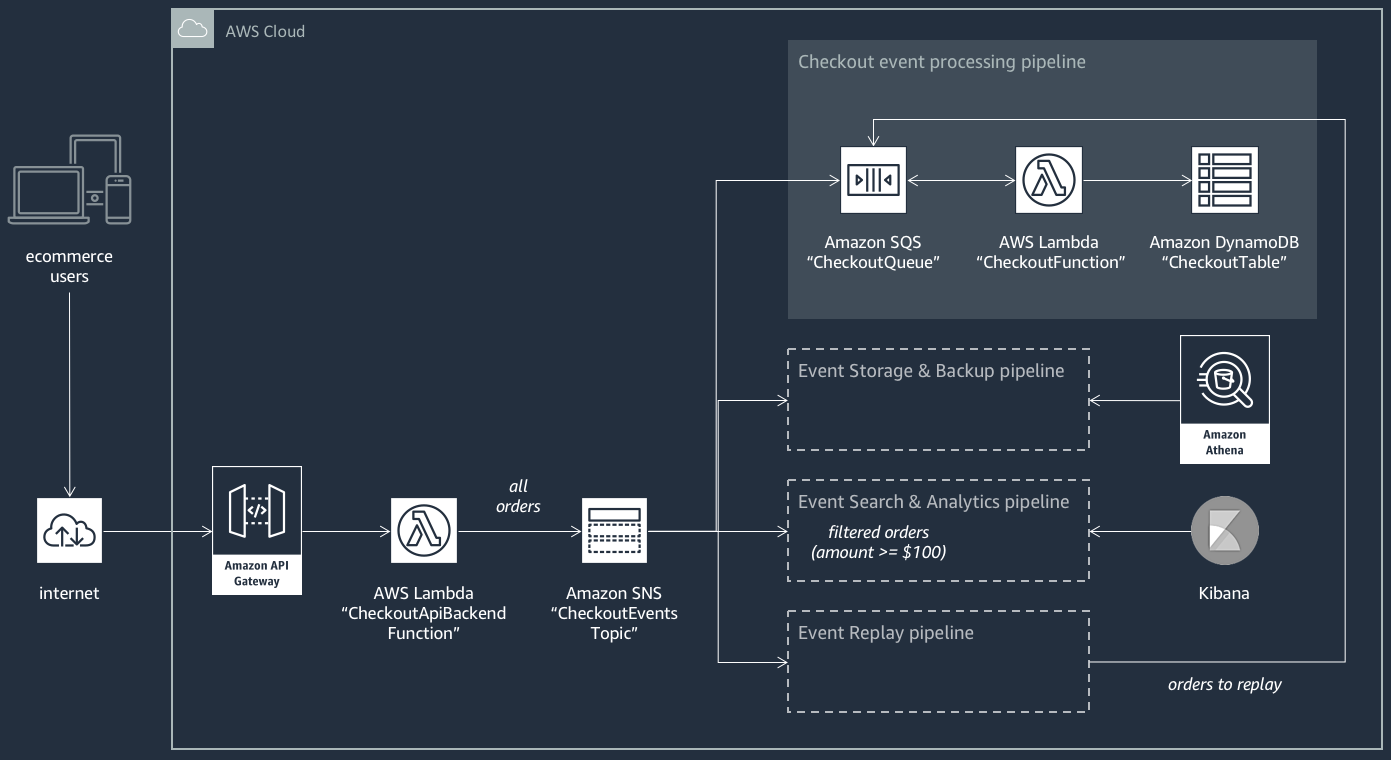 AWS Cloud
Checkout event processing pipeline
ecommerce
users
Amazon SQS
“CheckoutQueue”
AWS Lambda
“CheckoutFunction”
Amazon DynamoDB
“CheckoutTable”
Event Storage & Backup pipeline
Amazon
Athena
Event Search & Analytics pipeline
filtered orders
(amount >= $100)
all
orders
Amazon API
Gateway
internet
AWS Lambda
“CheckoutApiBackend
Function”
Amazon SNS
“CheckoutEvents
Topic”
Kibana
Event Replay pipeline
orders to replay